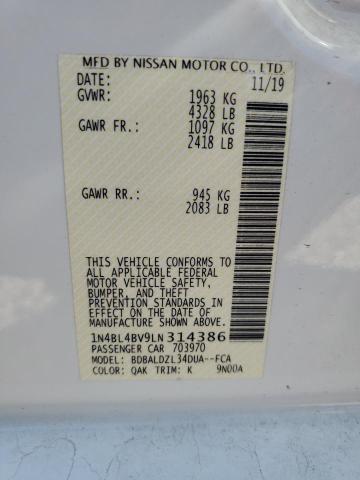 MFD BY NISSAN MOTOR CO., LTD.
DATE: 11/19
GVWR: 1963 KG
4328 LB
GAWR FR.: 1097 KG
2418 LB
GAWR RR.: 945 KG
2083 LB
THIS VEHICLE CONFORMS TO
ALL APPLICABLE FEDERAL
MOTOR VEHICLE SAFETY,
BUMPER, AND THEFT
PREVENTION STANDARDS IN
EFFECT ON THE DATE OF
MANUFACTURE SHOWN ABOVE.
1N4BL4BV9LN314386
PASSENGER CAR 703970
MODEL: BDBALDZL34DUA--FCA
COLOR: QAK TRIM: K 9N00A